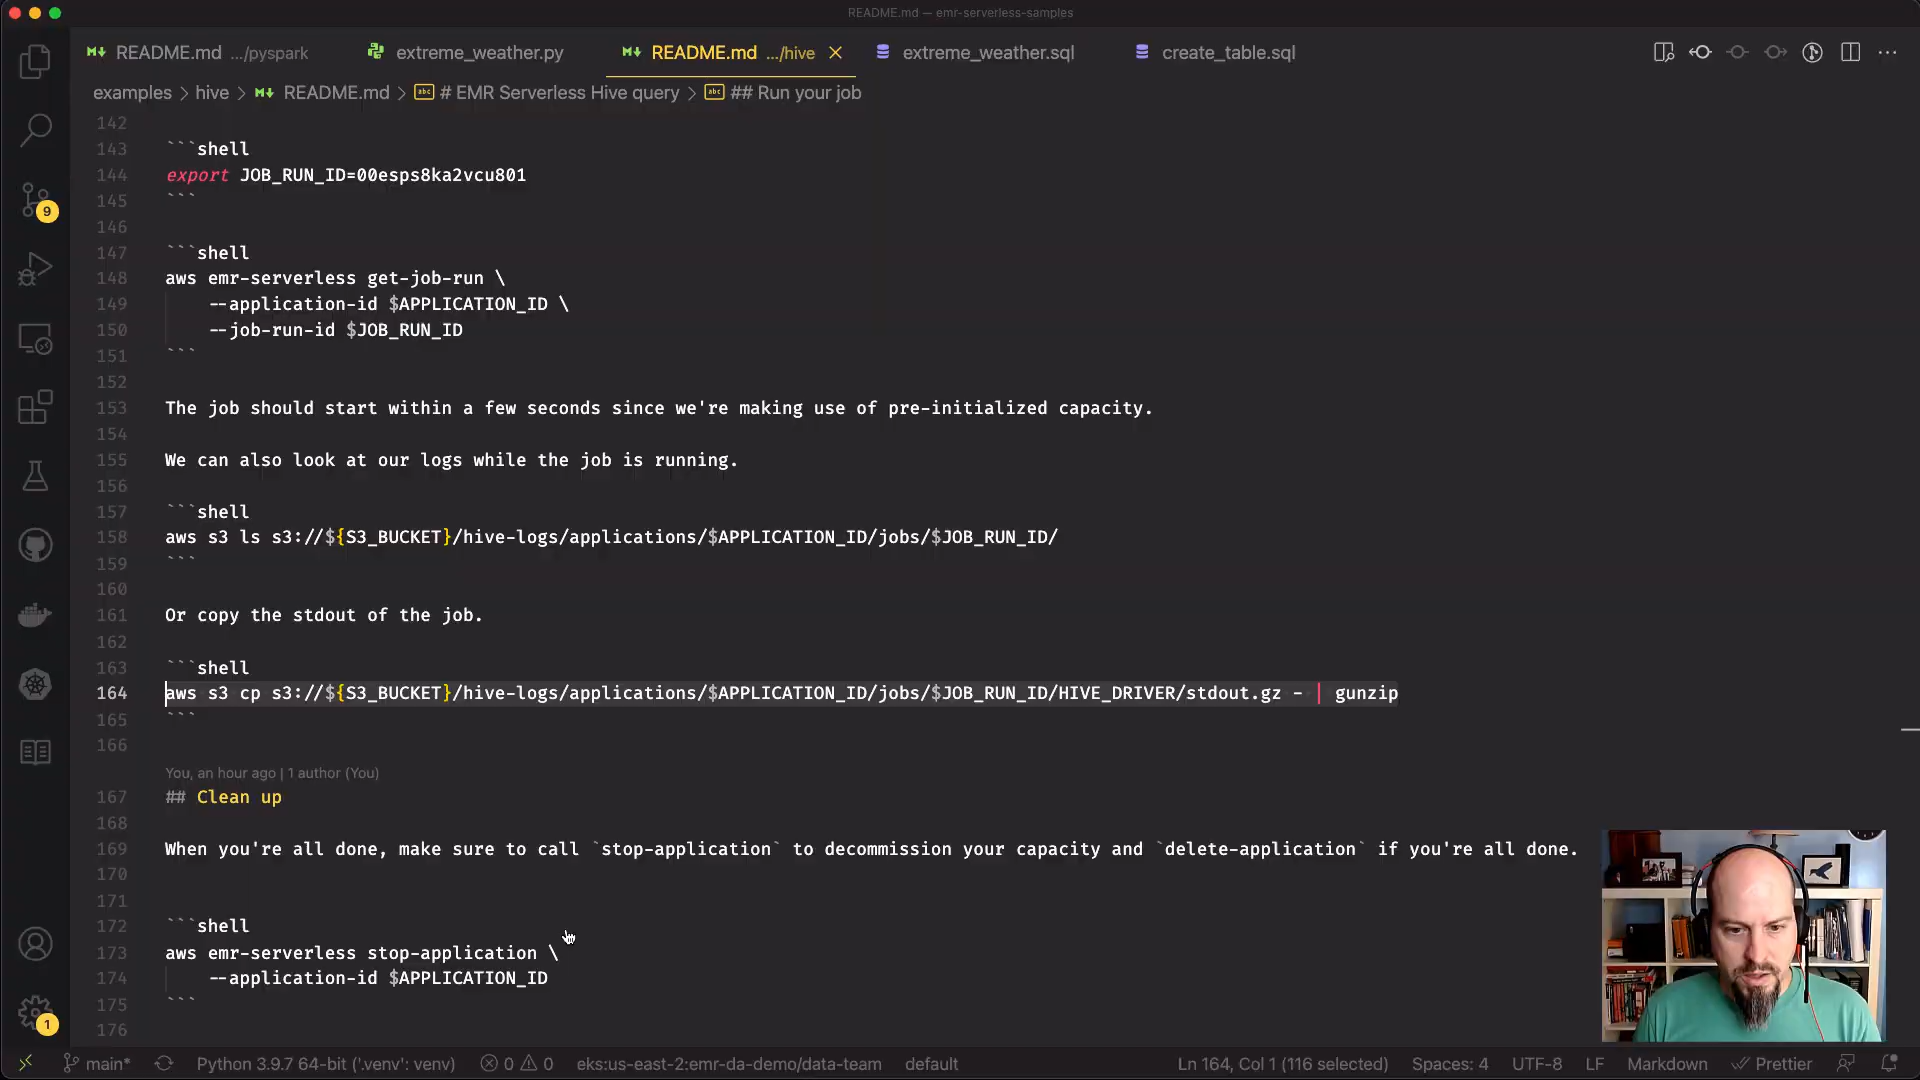 README.md — emr-serverless-samples
README.md .../pyspark
extreme_weather.py
README.md .../hive
extreme_weather.sql
create_table.sql
examples > hive > README.md > # EMR Serverless Hive query > ## Run your job
142
143 ```shell
144 export JOB_RUN_ID=00esps8ka2vcu801
145 ```
146
147 ```shell
148 aws emr-serverless get-job-run \
149 --application-id $APPLICATION_ID \
150 --job-run-id $JOB_RUN_ID
151 ```
152
153 The job should start within a few seconds since we're making use of pre-initialized capacity.
154
155 We can also look at our logs while the job is running.
156
157 ```shell
158 aws s3 ls s3://${S3_BUCKET}/hive-logs/applications/$APPLICATION_ID/jobs/$JOB_RUN_ID/
159 ```
160
161 Or copy the stdout of the job.
162
163 ```shell
164 aws s3 cp s3://${S3_BUCKET}/hive-logs/applications/$APPLICATION_ID/jobs/$JOB_RUN_ID/HIVE_DRIVER/stdout.gz - | gunzip
165 ```
166
You, an hour ago | 1 author (You)
167 ## Clean up
168
169 When you're all done, make sure to call `stop-application` to decommission your capacity and `delete-application` if you're all done.
170
171
172 ```shell
173 aws emr-serverless stop-application \
174 --application-id $APPLICATION_ID
175 ```
176
9
1
main*
Python 3.9.7 64-bit ('.venv': venv)
0
0
eks:us-east-2:emr-da-demo/data-team
default
Ln 164, Col 1 (116 selected)
Spaces: 4
UTF-8
LF
Markdown
Prettier